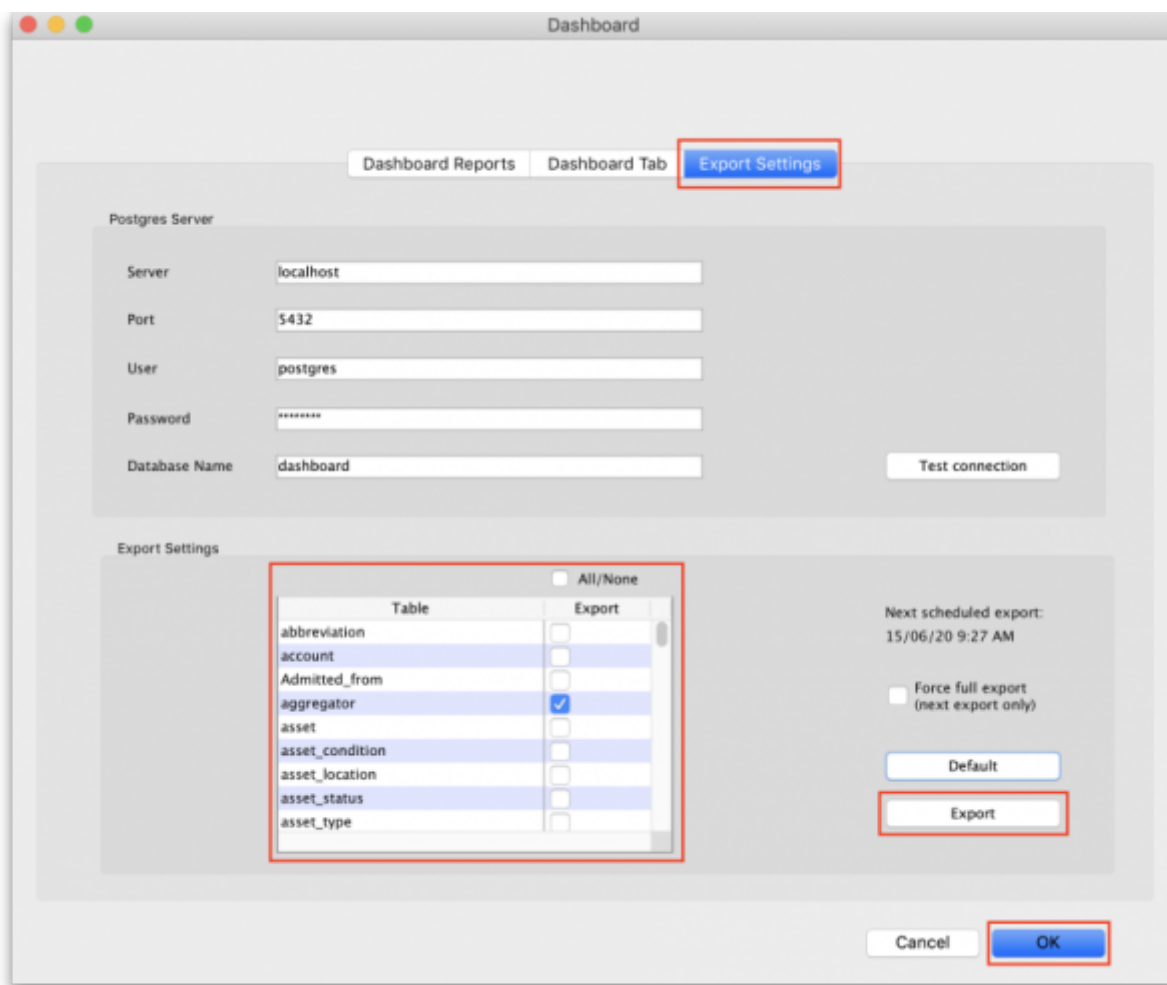 Dashboard
Dashboard Reports Dashboard Tab Export Settings
Postgres Server
Server localhost
Port 5432
User postgres
Password ********
Database Name dashboard Test connection
Export Settings
All/None
Table Export
abbreviation
account
Admitted_from
aggregator
asset
asset_condition
asset_location
asset_status
asset_type
Next scheduled export:
15/06/20 9:27 AM
Force full export
(next export only)
Default
Export
Cancel OK